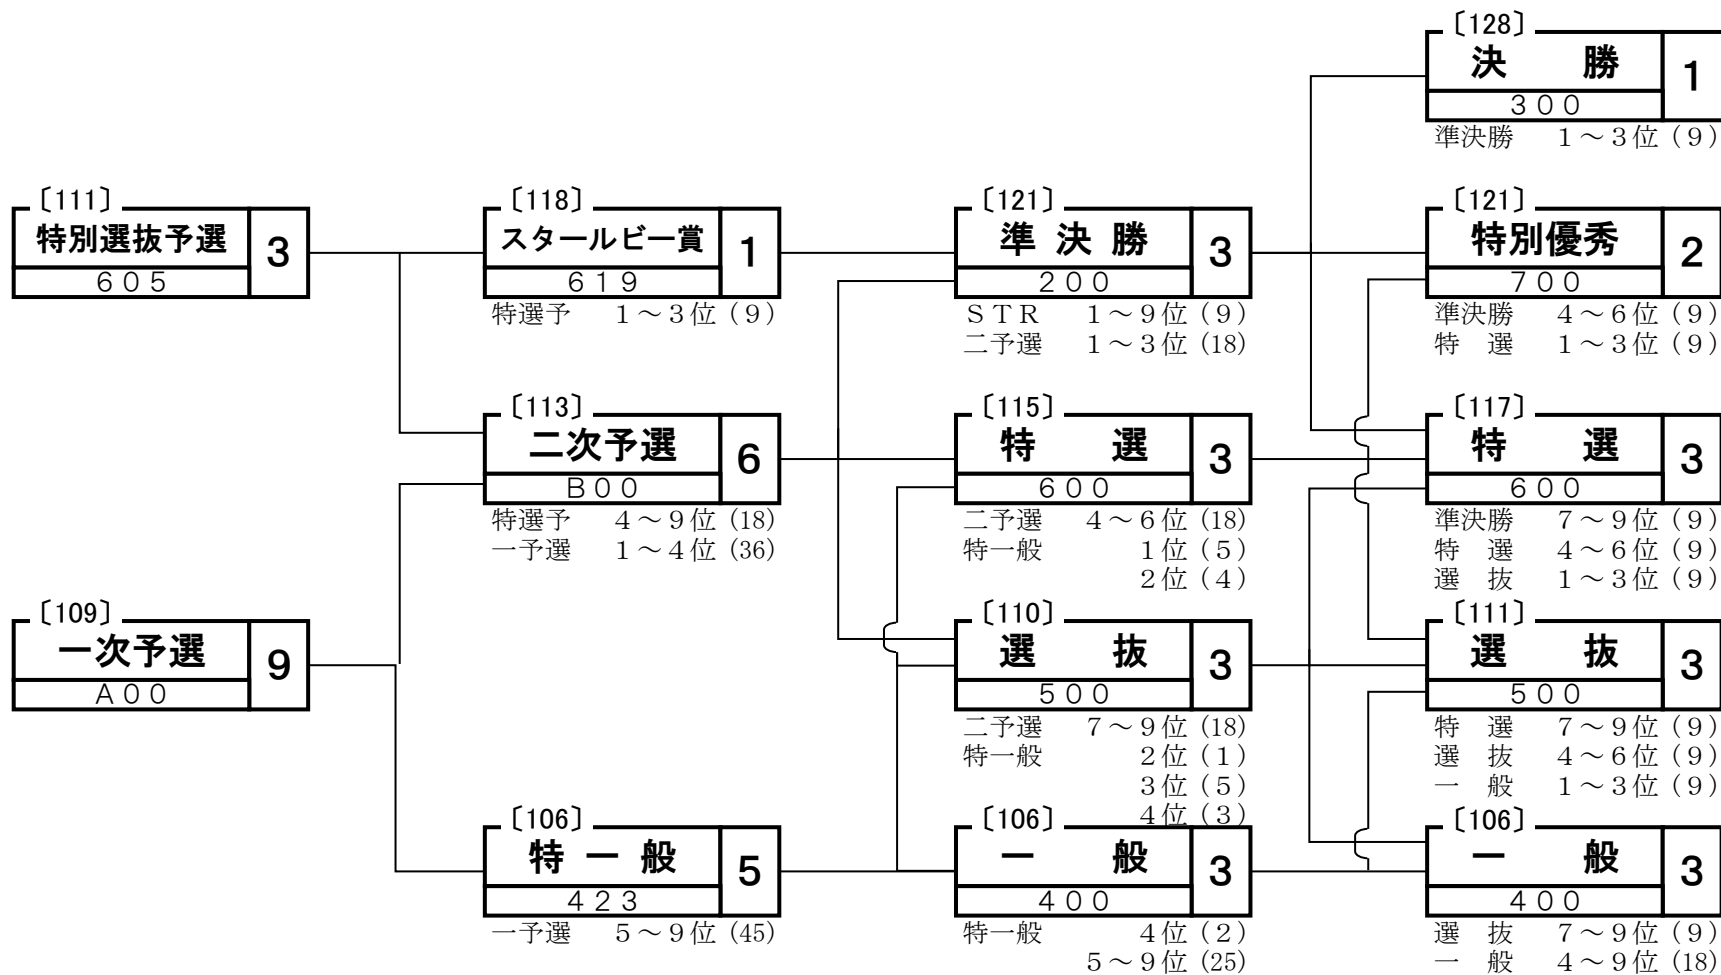 〔111〕
特別選抜予選
3
６０５
〔109〕
一次予選
9
Ａ００
〔118〕
スタールビー賞
1
６１９
特選予　１～３位（９）
〔113〕
二次予選
6
Ｂ００
特選予　４～９位（18）
一予選　１～４位（36）
〔106〕
特 一 般
5
４２３
一予選　５～９位（45）
〔121〕
準 決 勝
3
２００
ＳＴＲ　１～９位（９）
二予選　１～３位（18）
〔115〕
特　選
3
６００
二予選　４～６位（18）
特一般　１位（５）
２位（４）
〔110〕
選　抜
3
５００
二予選　７～９位（18）
特一般　２位（１）
３位（５）
４位（３）
〔106〕
一　般
3
４００
特一般　４位（２）
５～９位（25）
〔128〕
決　勝
1
３００
準決勝　１～３位（９）
〔121〕
特別優秀
2
７００
準決勝　４～６位（９）
特　選　１～３位（９）
〔117〕
特　選
3
６００
準決勝　７～９位（９）
特　選　４～６位（９）
選　抜　１～３位（９）
〔111〕
選　抜
3
５００
特　選　７～９位（９）
選　抜　４～６位（９）
一　般　１～３位（９）
〔106〕
一　般
3
４００
選　抜　７～９位（９）
一　般　４～９位（18）